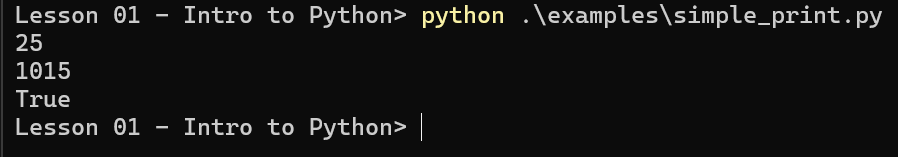 Lesson 01 - Intro to Python> python .\examples\simple_print.py
25
1015
True
Lesson 01 - Intro to Python>